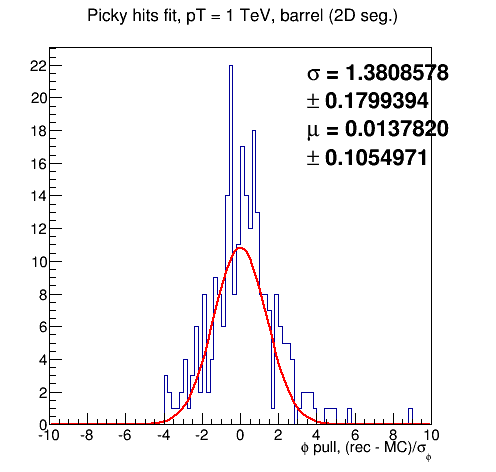 Picky hits fit, pT = 1 TeV, barrel (2D seg.)
σ = 1.3808578
± 0.1799394
μ = 0.0137820
± 0.1054971
22
20
18
16
14
12
10
8
6
4
2
0
-10 -8 -6 -4 -2 0 2 4 6 8 10
ϕ pull, (rec - MC)/σϕ